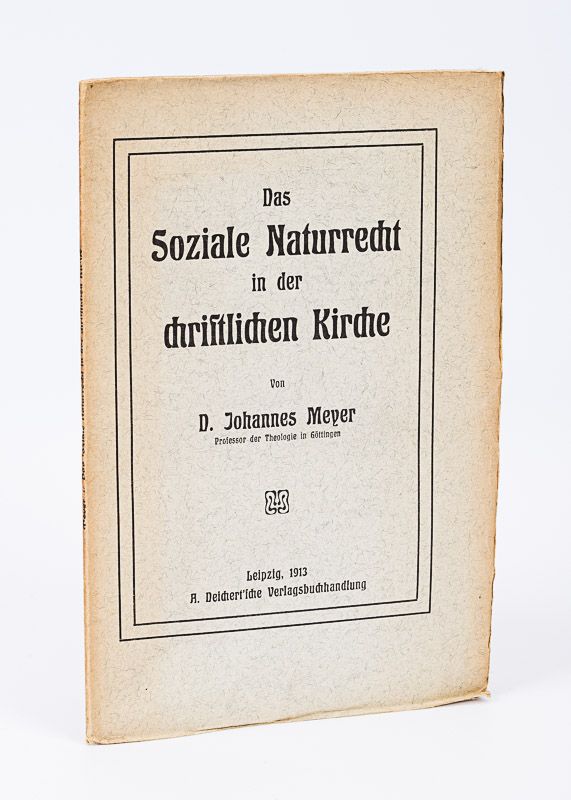 Das
Soziale Naturrecht
in der
chriſtlichen Kirche
Von
D. Johannes Meyer
Profeſſor der Theologie in Göttingen
Leipzig, 1913
A. Deichert'ſche Verlagsbuchhandlung